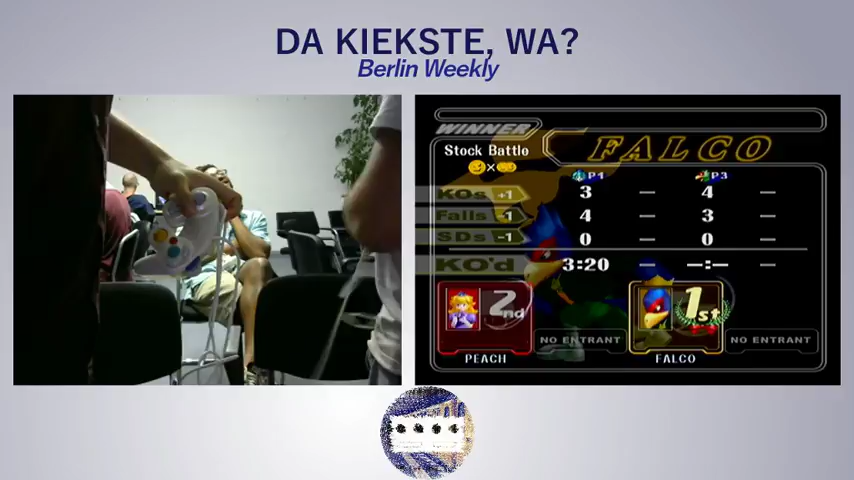 DA KIEKSTE, WA?
Berlin Weekly
WINNER
FALCO
Stock Battle
P1 P3
KOs +1 3 — 4 —
Falls -1 4 — 3 —
SDs -1 0 — 0 —
KO'd 3:20 — –:– —
2nd 1st
NO ENTRANT NO ENTRANT
PEACH FALCO